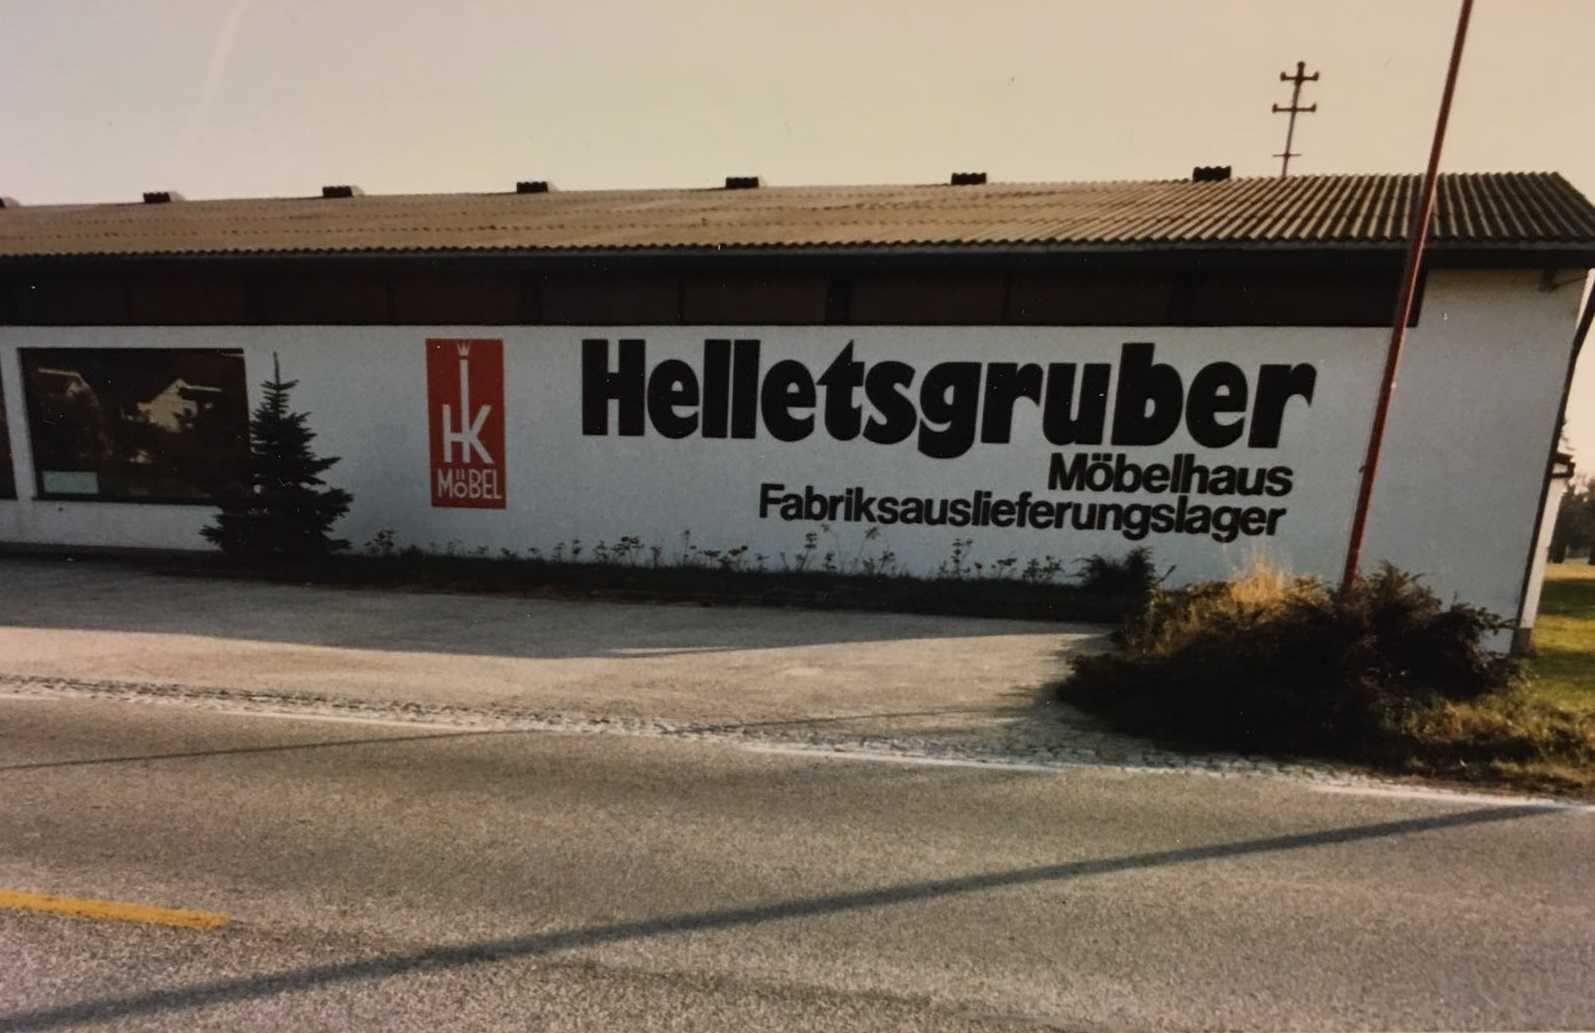 HK
MÖBEL
Helletsgruber
Möbelhaus
Fabriksauslieferungslager